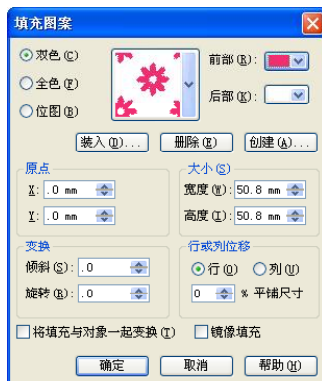 填充图案
双色(C) 前部(R):
全色(F)
位图(B) 后部(K):
装入(D)... 删除(E) 创建(A)...
原点 大小(S)
X: .0 mm 宽度(W): 50.8 mm
Y: .0 mm 高度(I): 50.8 mm
变换 行或列位移
倾斜(S): .0 行(O) 列(U)
旋转(R): .0 0 % 平铺尺寸
将填充与对象一起变换(T) 镜像填充
确定 取消 帮助(H)